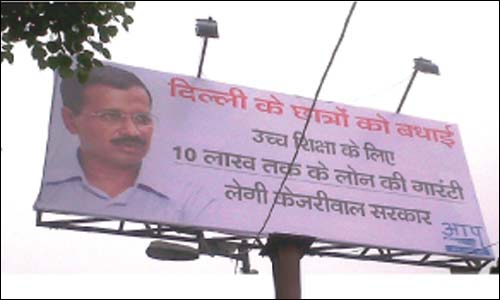 दिल्ली के छात्रों को बधाई
उच्च शिक्षा के लिए
10 लाख तक के लोन की गारंटी
लेगी केजरीवाल सरकार
आप